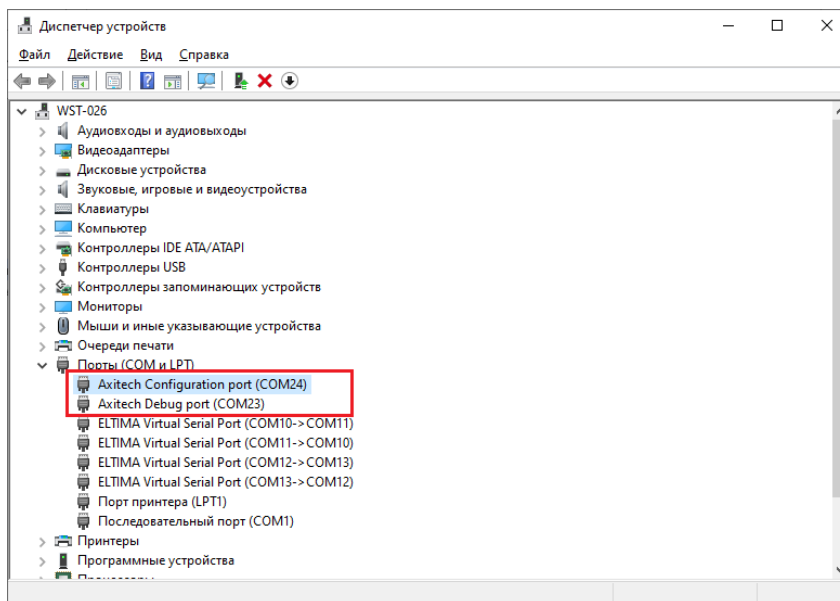 Диспетчер устройств
Файл Действие Вид Справка
WST-026
Аудиовходы и аудиовыходы
Видеоадаптеры
Дисковые устройства
Звуковые, игровые и видеоустройства
Клавиатуры
Компьютер
Контроллеры IDE ATA/ATAPI
Контроллеры USB
Контроллеры запоминающих устройств
Мониторы
Мыши и иные указывающие устройства
Очереди печати
Порты (COM и LPT)
Axitech Configuration port (COM24)
Axitech Debug port (COM23)
ELTIMA Virtual Serial Port (COM10->COM11)
ELTIMA Virtual Serial Port (COM11->COM10)
ELTIMA Virtual Serial Port (COM12->COM13)
ELTIMA Virtual Serial Port (COM13->COM12)
Порт принтера (LPT1)
Последовательный порт (COM1)
Принтеры
Программные устройства